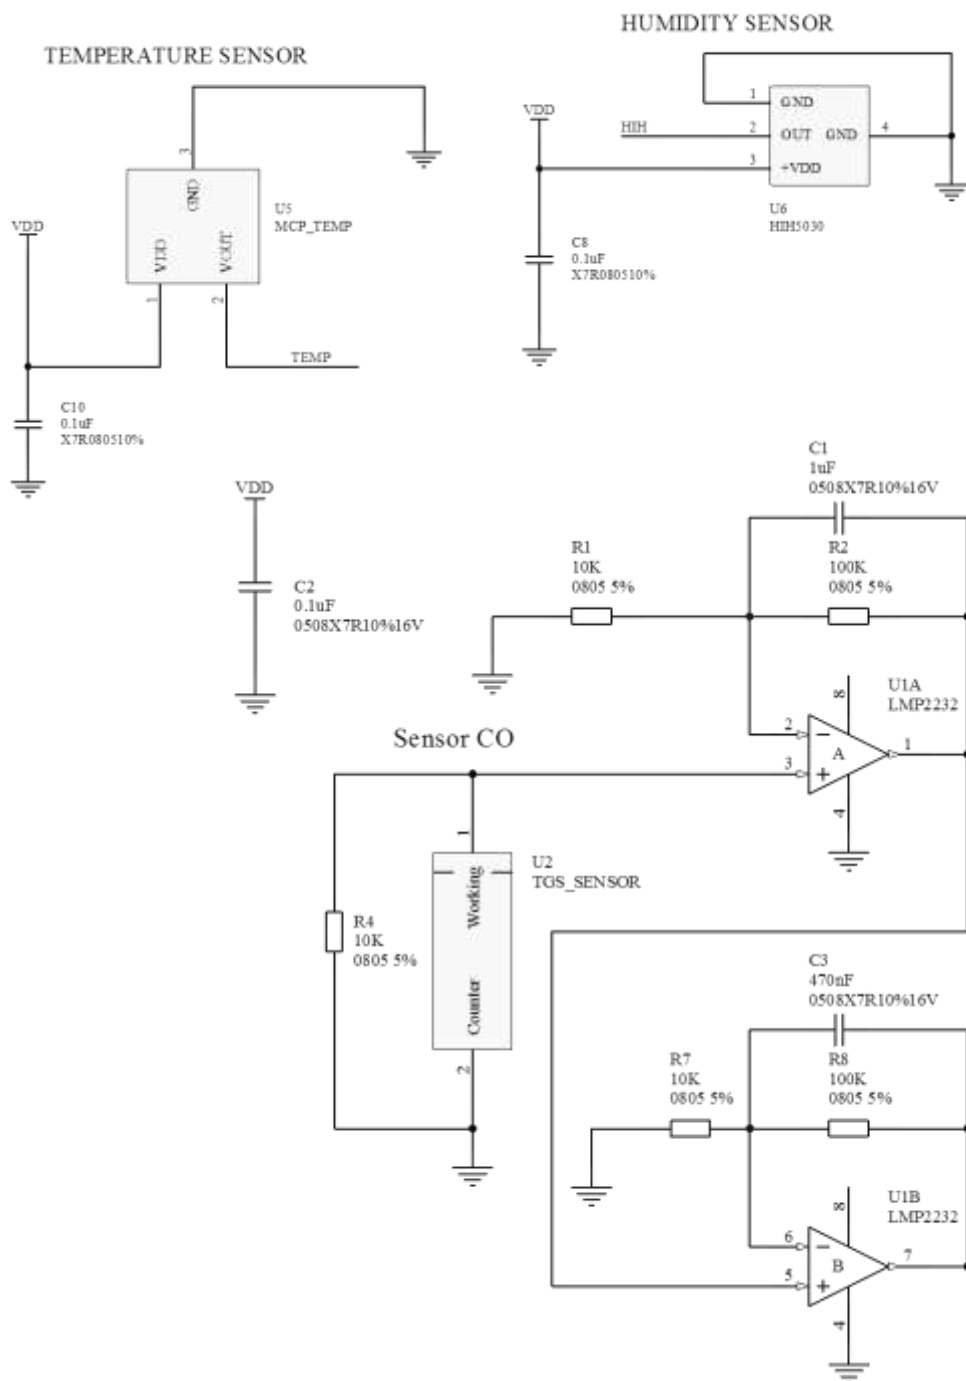 HUMIDITY SENSOR
TEMPERATURE SENSOR
3
GND
U5
MCP_TEMP
VDD
VDD
VOUT
1
2
TEMP
C10
0.1uF
X7R080510%
VDD
HIH
1
GND
2
OUT
GND
4
3
+VDD
U6
HIH5030
C8
0.1uF
X7R080510%
VDD
C2
0.1uF
0508X7R10%16V
C1
1uF
0508X7R10%16V
R1
10K
0805 5%
R2
100K
0805 5%
U1A
LMP2232
8
2
A
1
3
4
Sensor CO
1
U2
TGS_SENSOR
Working
Counter
2
R4
10K
0805 5%
C3
470nF
0508X7R10%16V
R7
10K
0805 5%
R8
100K
0805 5%
U1B
LMP2232
8
6
B
7
5
4